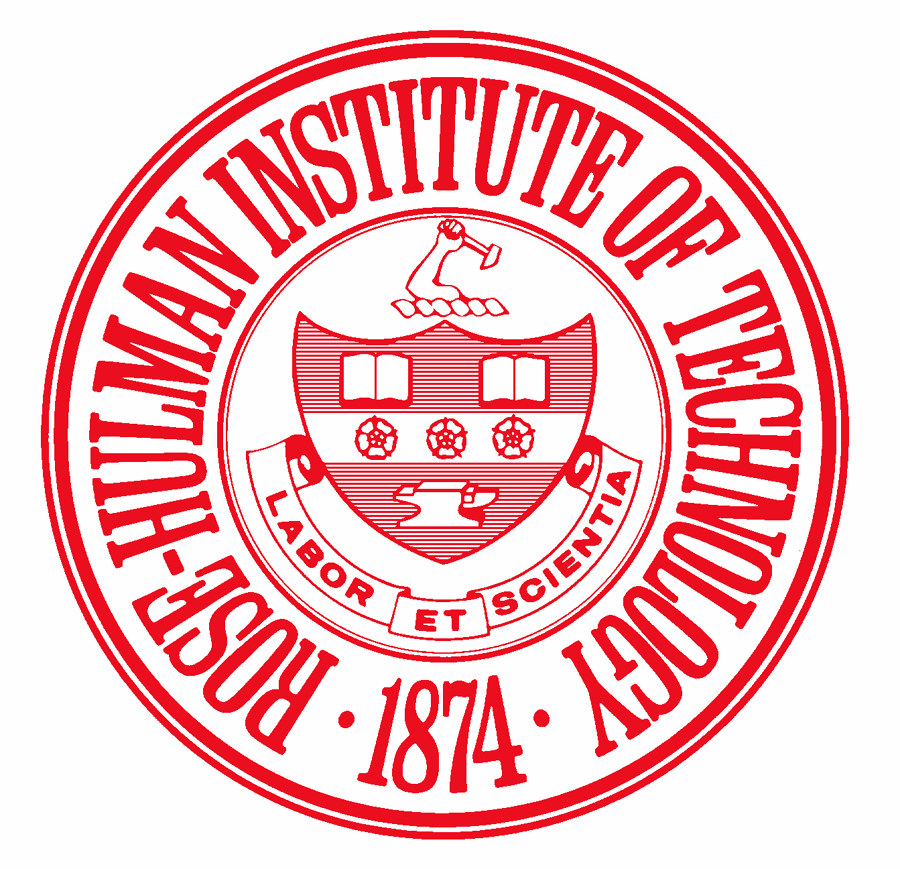 ROSE-HULMAN INSTITUTE OF TECHNOLOGY
LABOR ET SCIENTIA
· 1874 ·